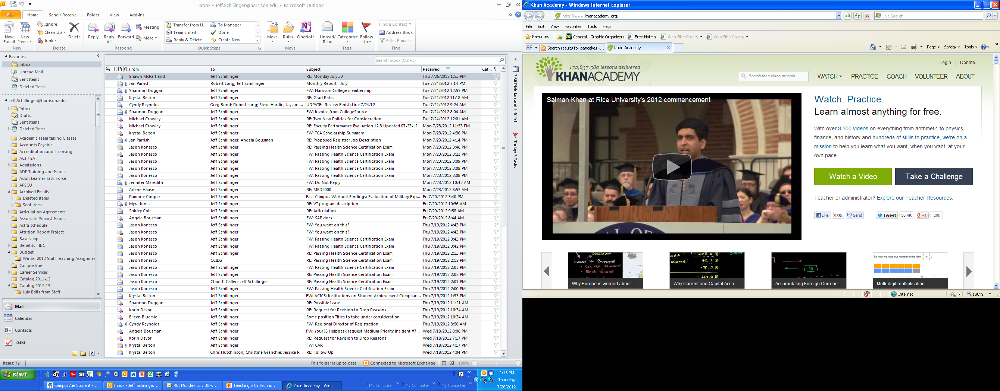 Inbox - Jeff.Schillinger@harrison.edu - Microsoft Outlook
File Home Send / Receive Folder View Add-Ins
New E-mail New Items
New
Ignore
Clean Up
Junk
Delete
Delete
Reply Reply All Forward Meeting
More
Respond
Transfer from U... To Manager
Team E-mail Done
Reply & Delete Create New
Quick Steps
Move Rules OneNote
Move
Unread/ Read Categorize Follow Up
Tags
Find a Contact
Address Book
Filter E-mail
Find
Favorites
Inbox
Unread Mail
Sent Items
Deleted Items
Jeff.Schillinger@harrison.edu
Inbox
Drafts
Sent Items
Deleted Items
Academic Team taking Classes
Accounts Payable
Accreditation and Licensing
ACT / SAT
Admissions
ADP Training and Issues
Adult Learner Task Force
APSCU
Archived Emails
Deleted Items
Sent items
Articulation Agreements
Associate Provost Issues
Astra schedule
Attrition Report Project
Basecamp
Benefits - IBC
Budget
Winter 2012 Staff Teaching Assignmer
CampusVue
Career Services
Catalog 2011-12
Catalog 2012-13
July Edits from Staff
Mail
Calendar
Contacts
Tasks
Search Inbox (Ctrl+E)
From To Subject Received Cat...
Shawn McPartland Jeff Schillinger RE: Monday July 30 Thu 7/26/2012 1:53 PM
Jan Parrish Robert Long; Jeff Schillinger Monthly Report - July Tue 7/24/2012 7:14 PM
Shannon Duggan Jeff Schillinger FW: Harrison College membership Tue 7/24/2012 12:55 PM
Krystal Belton Jeff Schillinger RE: Grad Rates Tue 7/24/2012 11:18 AM
Cyndy Reynolds Greg Bond; Robert Long; Steve Hardin; Jayson ... UDPATE: Review Finish Line 7/24/12 Tue 7/24/2012 9:24 AM
Shannon Duggan Jeff Schillinger FW: Invoice from CollegeSource Tue 7/24/2012 8:04 AM
Michael Crowley Jeff Schillinger RE: Two New Policies for Consideration Tue 7/24/2012 12:01 AM
Michael Crowley Jeff Schillinger RE: Faculty Performance Evaluation 12.3 Updated 07-23-12 Mon 7/23/2012 11:53 PM
Krystal Belton Jeff Schillinger FW: TCA Scholarship Summary Mon 7/23/2012 4:36 PM
Jan Parrish Jeff Schillinger; Angela Bousman RE: Proposed Registrar Job Description Mon 7/23/2012 4:14 PM
Jason Konesco Jeff Schillinger RE: Passing Health Science Certification Exam Mon 7/23/2012 3:46 PM
Jason Konesco Jeff Schillinger FW: Passing Health Science Certification Exam Mon 7/23/2012 3:21 PM
Jason Konesco Jeff Schillinger FW: Passing Health Science Certification Exam Mon 7/23/2012 3:09 PM
Jason Konesco Jeff Schillinger FW: Passing Health Science Certification Exam Mon 7/23/2012 3:08 PM
Jason Konesco Jeff Schillinger FW: Passing Health Science Certification Exam Mon 7/23/2012 3:08 PM
Jennifer Meredith Jeff Schillinger FW: Do Not Reply Mon 7/23/2012 10:42 AM
Arlene Haase Jeff Schillinger RE: MED2000 Mon 7/23/2012 8:57 AM
Ramone Cooper Jeff Schillinger East Campus VA Audit Findings: Evaluation of Military Exp... Fri 7/20/2012 3:40 PM
Myra Jones Jeff Schillinger RE: VT program description Fri 7/20/2012 10:56 AM
Shirley Cole Jeff Schillinger RE: Articulation Fri 7/20/2012 9:58 AM
Angela Bousman Jeff Schillinger FW: SAP docs Fri 7/20/2012 8:44 AM
Jason Konesco Jeff Schillinger FW: You want on this? Thu 7/19/2012 4:43 PM
Jason Konesco Jeff Schillinger FW: You want on this? Thu 7/19/2012 4:43 PM
Jason Konesco Jeff Schillinger FW: Passing Health Science Certification Exam Thu 7/19/2012 3:43 PM
Jason Konesco Jeff Schillinger FW: Passing Health Science Certification Exam Thu 7/19/2012 3:42 PM
Jason Konesco Jeff Schillinger RE: Passing Health Science Certification Exam Thu 7/19/2012 2:13 PM
Jason Konesco CCIEG RE: Passing Health Science Certification Exam Thu 7/19/2012 2:12 PM
Jason Konesco Jeff Schillinger FW: Passing Health Science Certification Exam Thu 7/19/2012 2:05 PM
Jason Konesco Jeff Schillinger RE: Passing Health Science Certification Exam Thu 7/19/2012 2:02 PM
Jason Konesco Chad T. Callen; Jeff Schillinger RE: Passing Health Science Certification Exam Thu 7/19/2012 2:01 PM
Jason Konesco Jeff Schillinger FW: Passing Health Science Certification Exam Thu 7/19/2012 2:00 PM
Krystal Belton Jeff Schillinger FW: ACICS: Institutions on Student Achievement Complian... Thu 7/19/2012 1:33 PM
Shannon Duggan Jeff Schillinger RE: Possible Issue Thu 7/19/2012 11:21 AM
Korin Devor Jeff Schillinger RE: Request for Revision to Drop Reasons Thu 7/19/2012 10:34 AM
Eileen Bluemle Jeff Schillinger Some position Titles to take under consideration Thu 7/19/2012 10:34 AM
Cyndy Reynolds Jeff Schillinger FW: Regional Director of Registration Thu 7/19/2012 8:56 AM
Angela Bousman Jeff Schillinger FW: Your IS Helpdesk request Medium Priority Incident #7... Wed 7/18/2012 8:06 PM
Korin Devor Jeff Schillinger RE: Request for Revision to Drop Reasons Wed 7/18/2012 7:17 PM
Krystal Belton Jeff Schillinger FW: CAR Wed 7/18/2012 4:17 PM
Krystal Belton Chris Hutchinson; Christine Granchie; Jessica P... RE: Follow-Up Wed 7/18/2012 4:04 PM
3:30 PM: Jan and Jeff 1:1
Today: 3 Tasks
Items: 72 This folder is up to date. Connected to Microsoft Exchange 100%
start dn CNN SI
CampusVue Student -... Inbox - Jeff.Schillinge... RE: Monday July 30 -... Teaching with Techno... Khan Academy - Win... My Computer My Computer My Computer
2:13 PM
Thursday
7/26/2012
Khan Academy - Windows Internet Explorer
http://www.khanacademy.org/ Live Search
File Edit View Favorites Tools Help
Favorites General - Graphic Organizers Free Hotmail Web Slice Gallery Web Slice Gallery
Search results for pancakes -... Khan Academy Page Safety Tools
Login Donate
172,837,580 lessons delivered
KHANACADEMY
Search for a video or topic WATCH PRACTICE COACH VOLUNTEER ABOUT
Salman Khan at Rice University's 2012 commencement
Watch. Practice.
Learn almost anything for free.
With over 3,300 videos on everything from arithmetic to physics,
finance, and history and hundreds of skills to practice, we're on a
mission to help you learn what you want, when you want, at your
own pace.
Watch a Video Take a Challenge
Teacher or administrator? Explore our Teacher Resources.
Like 938k Send Tweet 30.4K +1 20k
Drachma
Leave the Eurozone
• Savings devalued
• Bank Failures
Why Europe is worried about ...
-708.0 B
income: 95.7 B
-98.5 B
-710.8 B
Why Current and Capital Acco...
B
Accumulating Foreign Currenc...
So now we have our number in the form 6/6 + 5/6.
Multi-digit multiplication
Internet 100%